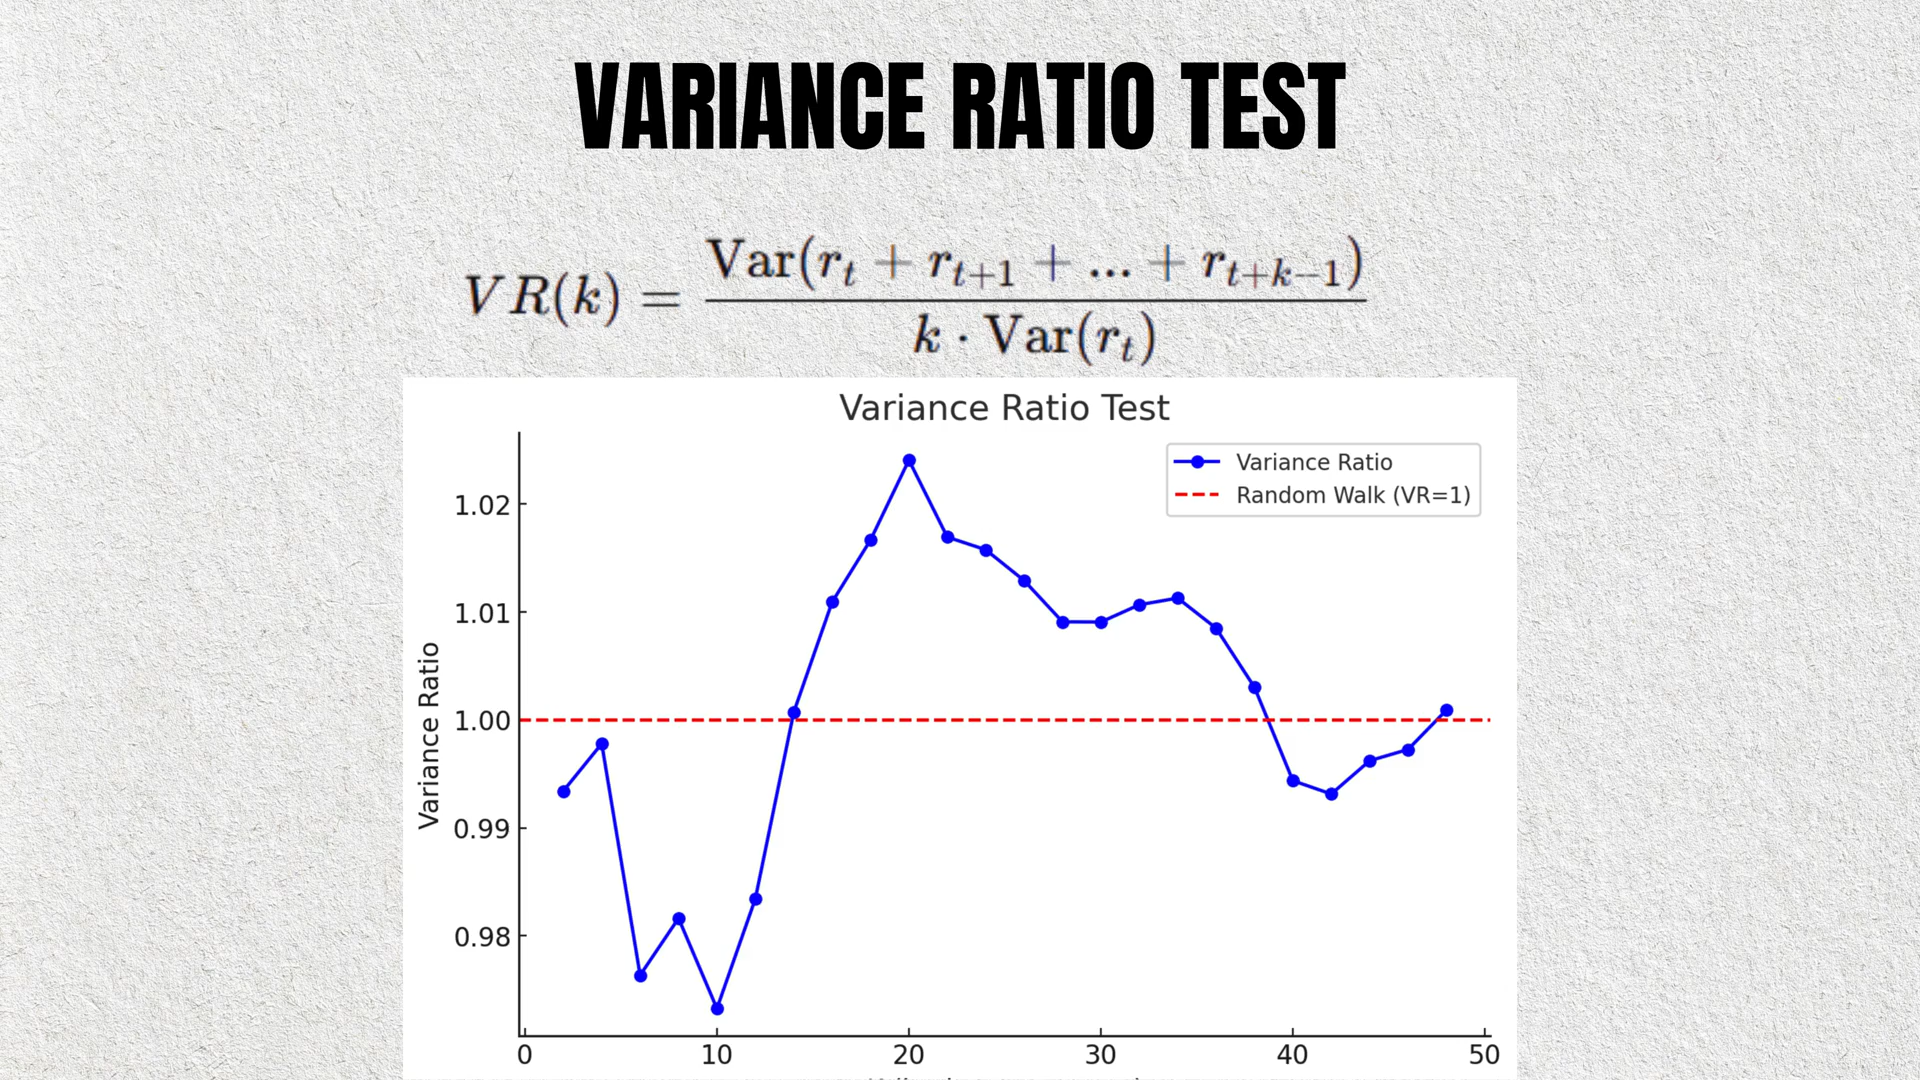 VARIANCE RATIO TEST
VR(k) = Var(r_t + r_{t+1} + ... + r_{t+k−1}) / k · Var(r_t)
Variance Ratio Test
Variance Ratio
Random Walk (VR=1)
Variance Ratio
1.02
1.01
1.00
0.99
0.98
0 10 20 30 40 50